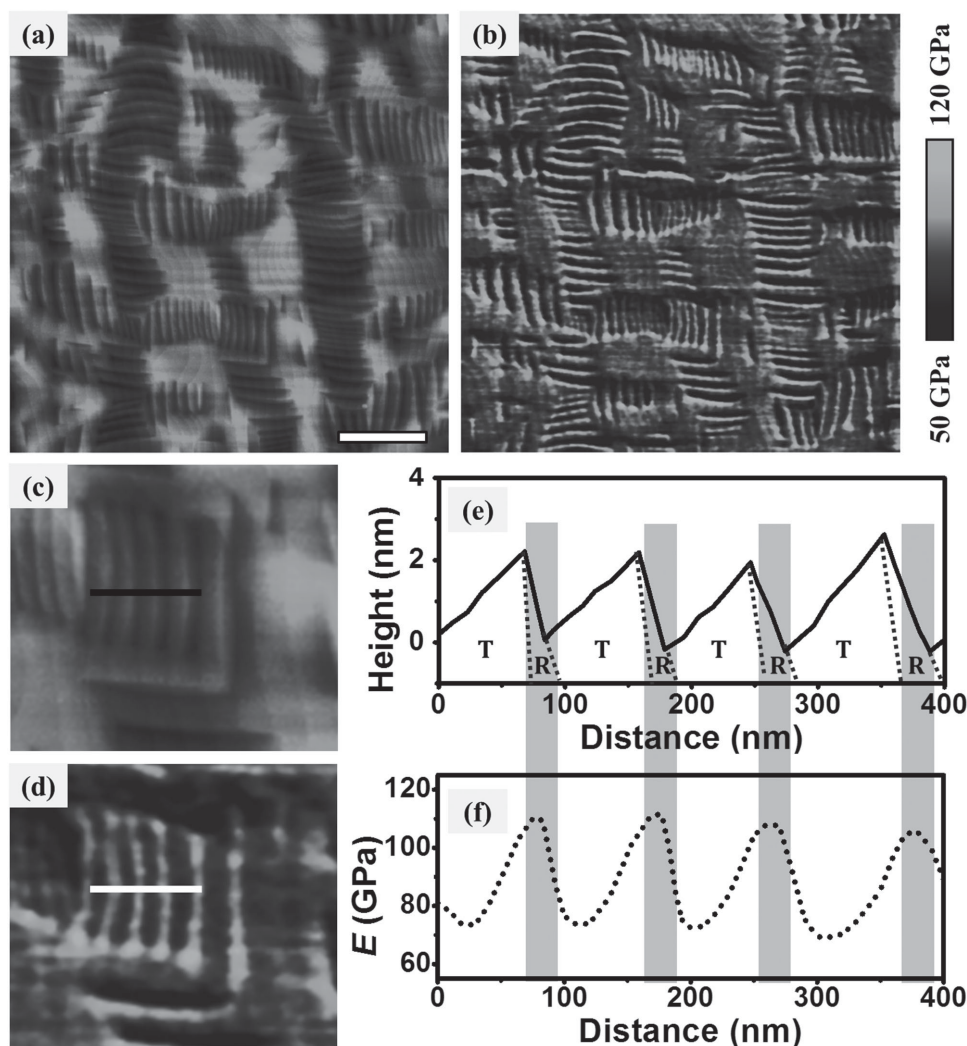 (a)
(b)
120 GPa
50 GPa
(c)
(d)
(e)
Height (nm)
4
2
0
T
R
T
R
T
R
T
R
0
100
200
300
400
Distance (nm)
(f)
E (GPa)
120
100
80
60
0
100
200
300
400
Distance (nm)